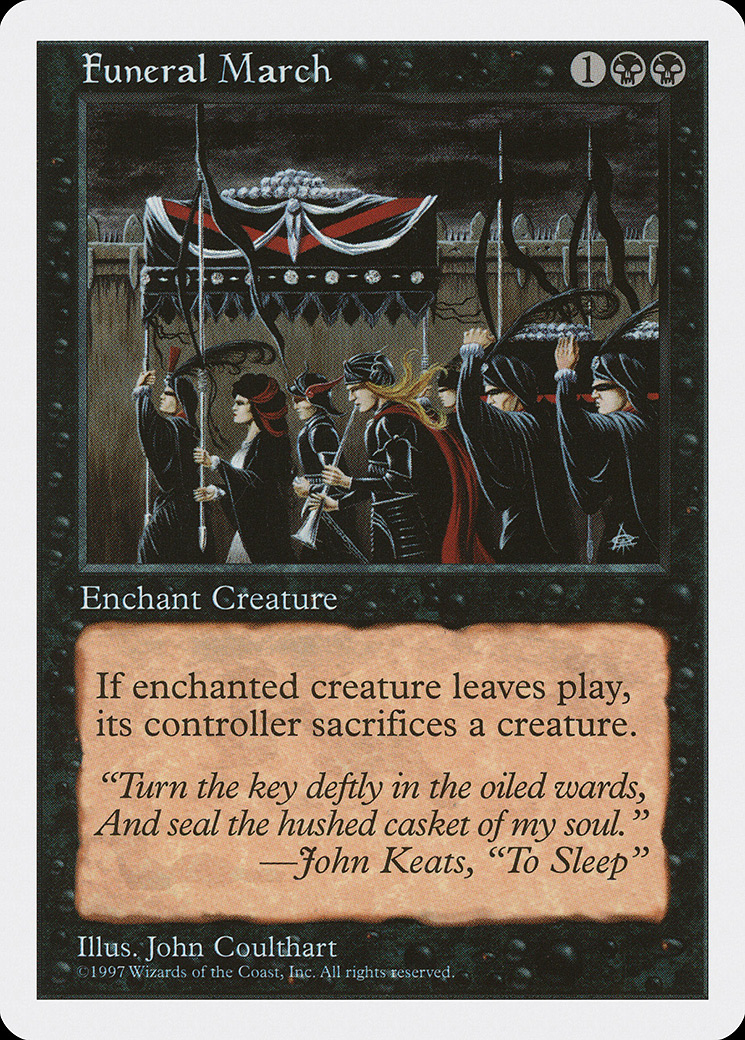 Funeral March 1
Enchant Creature
If enchanted creature leaves play,
its controller sacrifices a creature.
“Turn the key deftly in the oiled wards,
And seal the hushed casket of my soul.”
—John Keats, “To Sleep”
Illus. John Coulthart
©1997 Wizards of the Coast, Inc. All rights reserved.